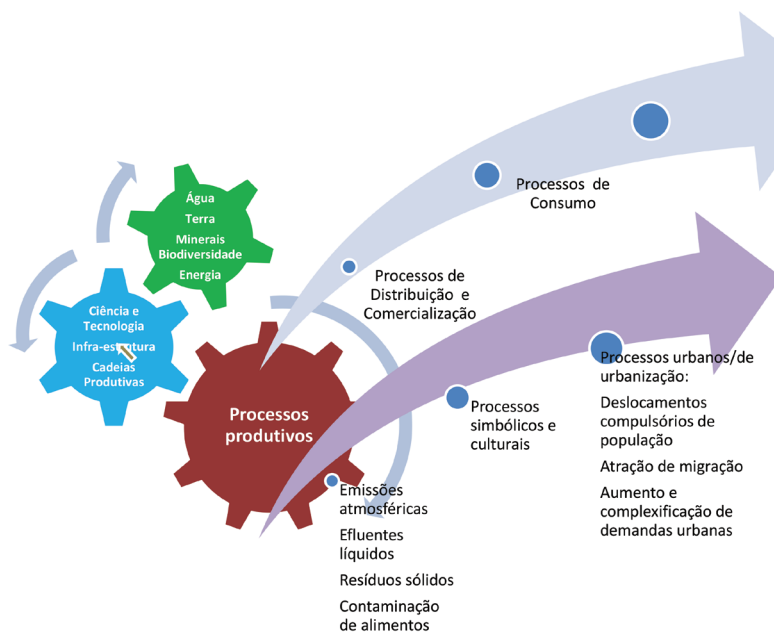 Água
Terra
Minerais
Biodiversidade
Energia
Ciência e
Tecnologia
Infra-estrutura
Cadeias
Produtivas
Processos
produtivos
Processos de
Consumo
Processos de
Distribuição e
Comercialização
Processos
simbólicos e
culturais
Processos urbanos/de
urbanização:
Deslocamentos
compulsórios de
população
Atração de migração
Aumento e
complexificação de
demandas urbanas
Emissões
atmosféricas
Efluentes
líquidos
Resíduos sólidos
Contaminação
de alimentos